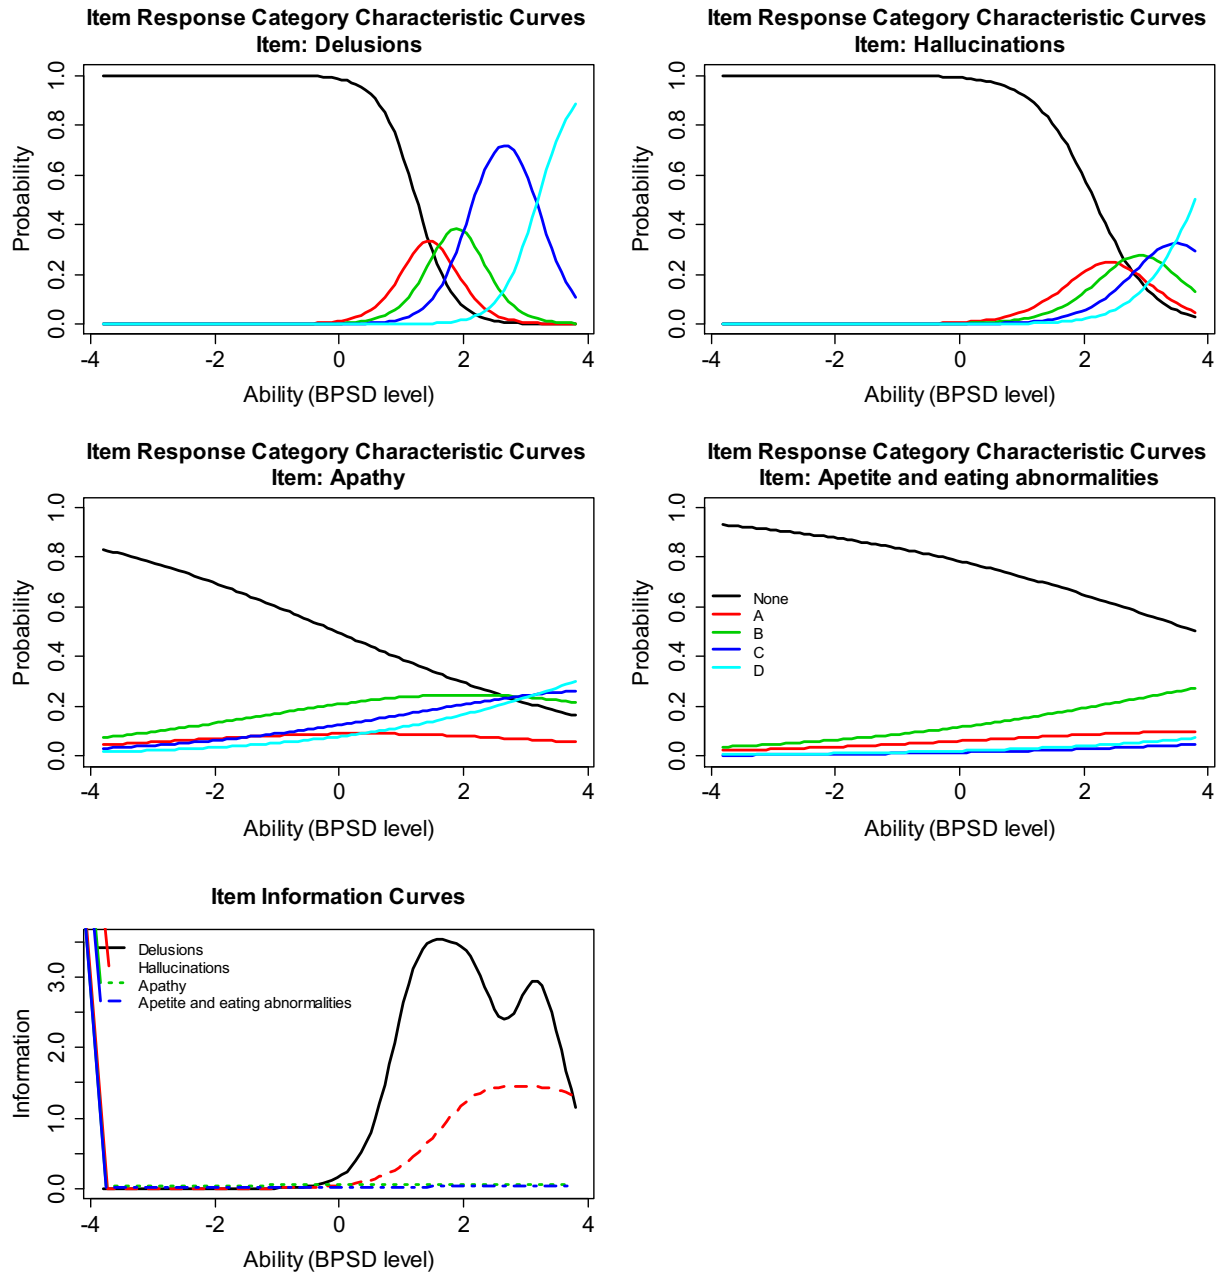 Item Response Category Characteristic Curves
Item: Delusions
1.0
0.8
0.6
0.4
0.2
0.0
Probability
-4 -2 0 2 4
Ability (BPSD level)
Item Response Category Characteristic Curves
Item: Hallucinations
1.0
0.8
0.6
0.4
0.2
0.0
Probability
-4 -2 0 2 4
Ability (BPSD level)
Item Response Category Characteristic Curves
Item: Apathy
1.0
0.8
0.6
0.4
0.2
0.0
Probability
-4 -2 0 2 4
Ability (BPSD level)
Item Response Category Characteristic Curves
Item: Apetite and eating abnormalities
1.0
0.8
0.6
0.4
0.2
0.0
Probability
None
A
B
C
D
-4 -2 0 2 4
Ability (BPSD level)
Item Information Curves
3.0
2.0
1.0
0.0
Information
Delusions
Hallucinations
Apathy
Apetite and eating abnormalities
-4 -2 0 2 4
Ability (BPSD level)